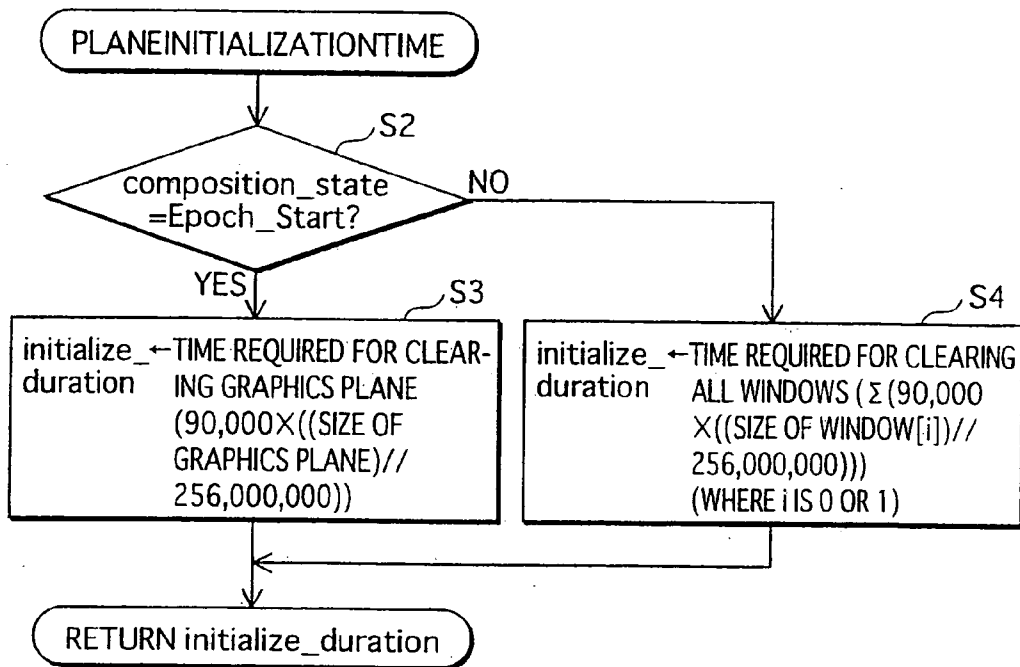 PLANEINITIALIZATIONTIME
S2
composition_state
=Epoch_Start?
NO
YES
S3
initialize_←TIME REQUIRED FOR CLEAR-
duration ING GRAPHICS PLANE
(90,000×((SIZE OF
GRAPHICS PLANE)//
256,000,000))
S4
initialize_←TIME REQUIRED FOR CLEARING
duration ALL WINDOWS (Σ(90,000
×((SIZE OF WINDOW[i])//
256,000,000)))
(WHERE i IS 0 OR 1)
RETURN initialize_duration